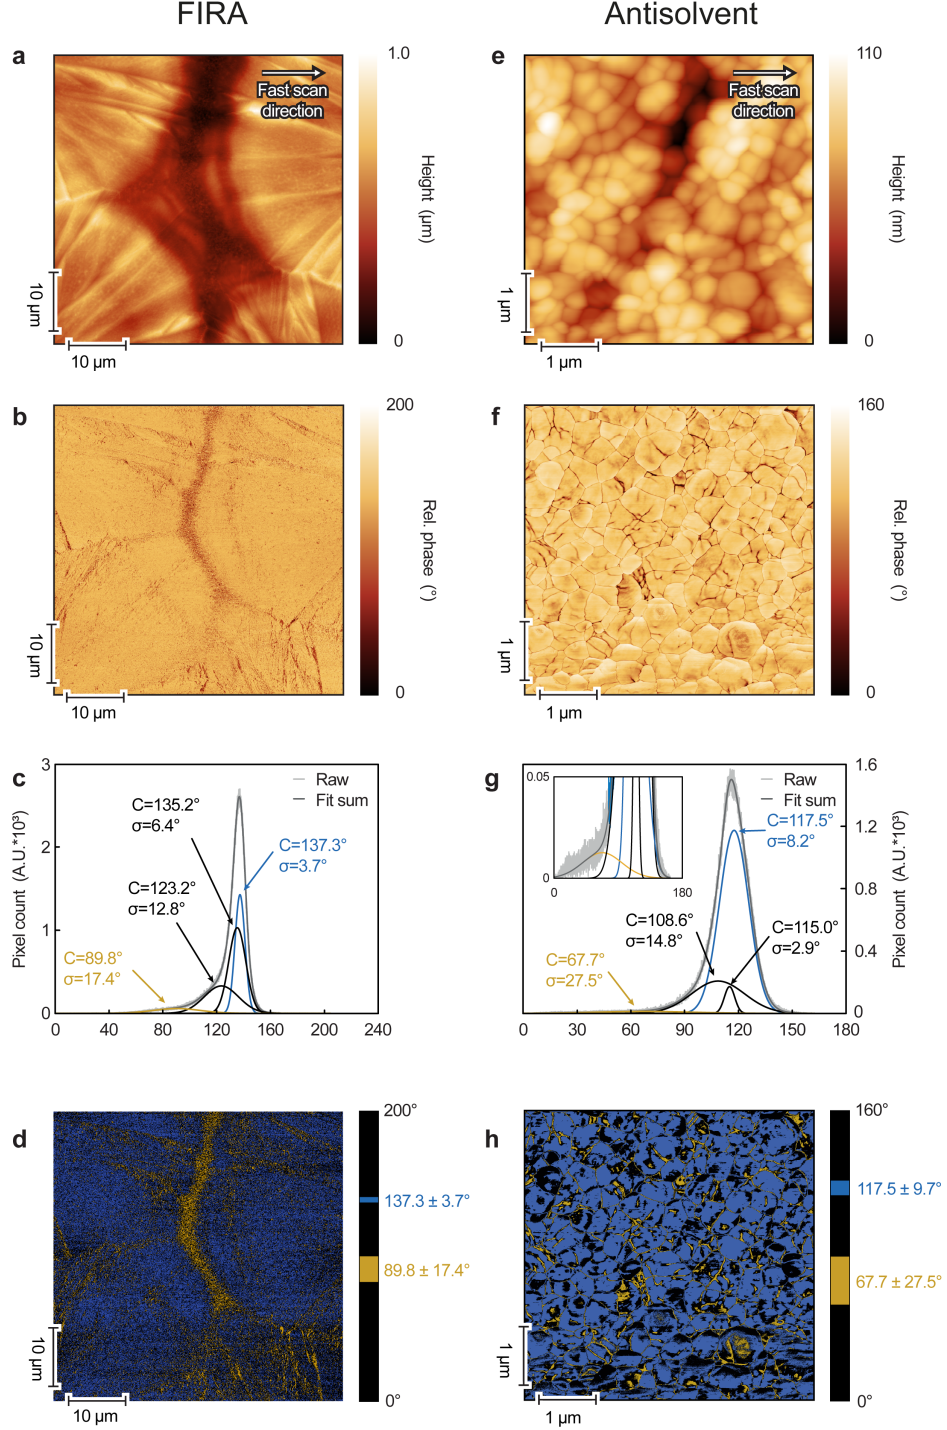 FIRA
Antisolvent
a
Fast scan
direction
10 µm
10 µm
1.0
Height (µm)
0
e
Fast scan
direction
1 µm
1 µm
110
Height (nm)
0
b
10 µm
10 µm
200
Rel. phase (°)
0
f
1 µm
1 µm
160
Rel. phase (°)
0
c
3
2
1
0
Pixel count (A.U.*10³)
Raw
Fit sum
C=135.2°
σ=6.4°
C=137.3°
σ=3.7°
C=123.2°
σ=12.8°
C=89.8°
σ=17.4°
0 40 80 120 160 200 240
g
0.05
0
0 180
Raw
Fit sum
C=117.5°
σ=8.2°
C=108.6°
σ=14.8°
C=115.0°
σ=2.9°
C=67.7°
σ=27.5°
1.6
1.2
0.8
0.4
0
Pixel count (A.U.*10³)
0 30 60 90 120 150 180
d
10 µm
10 µm
200°
137.3 ± 3.7°
89.8 ± 17.4°
0°
h
1 µm
1 µm
160°
117.5 ± 9.7°
67.7 ± 27.5°
0°